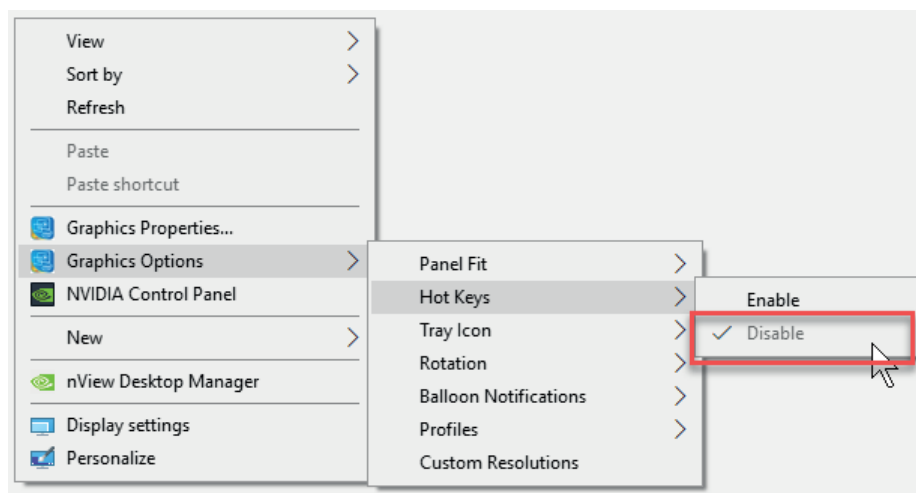 View
Sort by
Refresh
Paste
Paste shortcut
Graphics Properties...
Graphics Options
NVIDIA Control Panel
New
nView Desktop Manager
Display settings
Personalize
Panel Fit
Hot Keys
Tray Icon
Rotation
Balloon Notifications
Profiles
Custom Resolutions
Enable
Disable